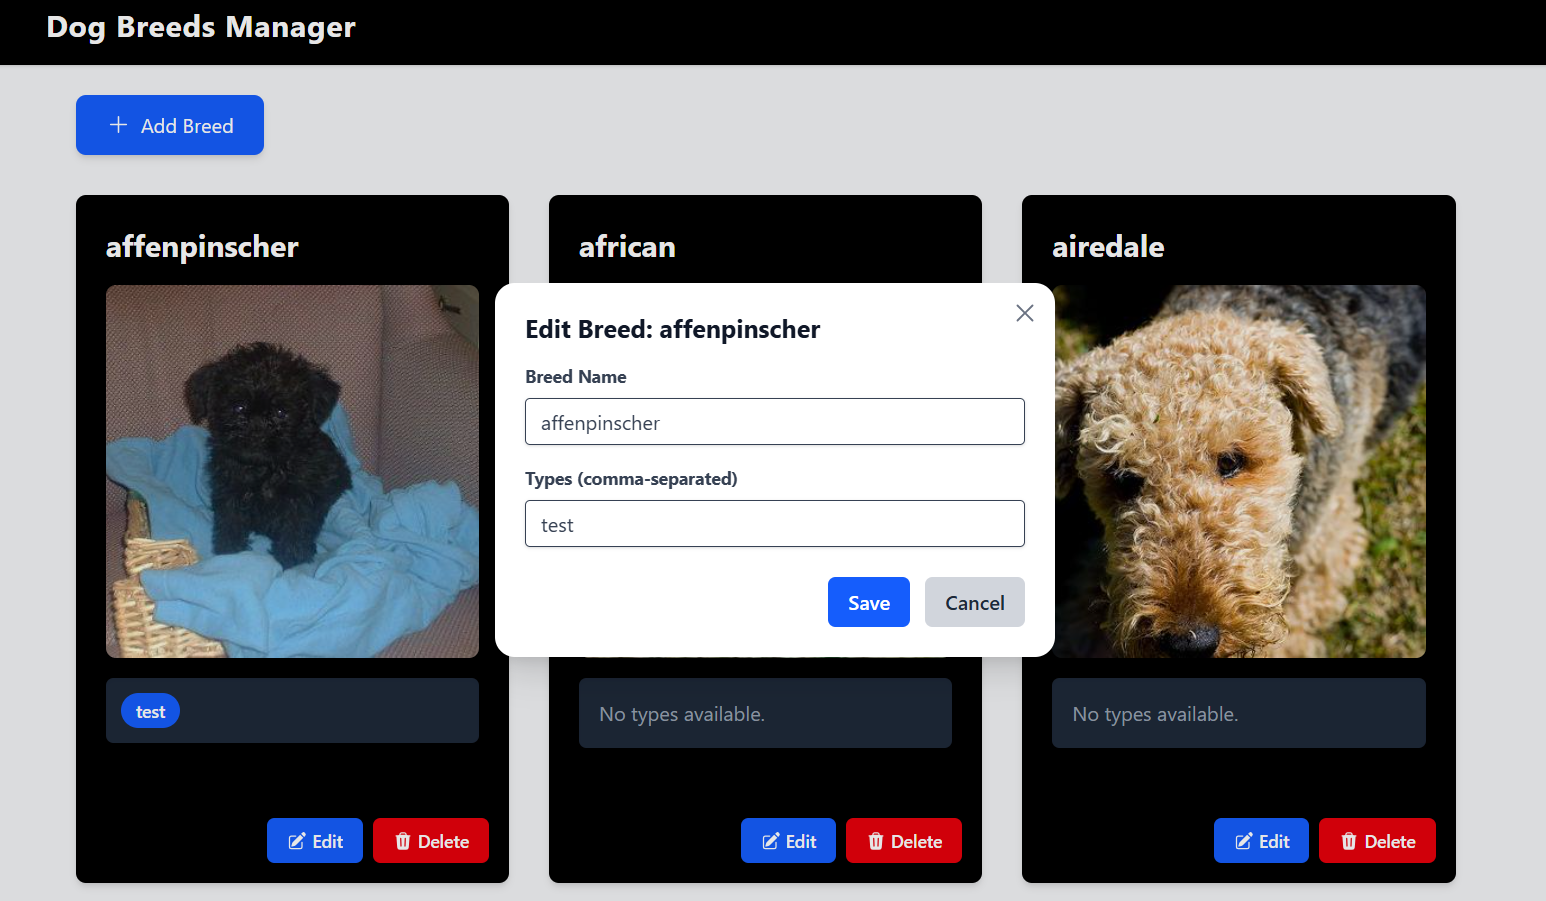 Dog Breeds Manager
Add Breed
affenpinscher
african
airedale
Edit Breed: affenpinscher
Breed Name
affenpinscher
Types (comma-separated)
test
Save
Cancel
test
No types available.
No types available.
Edit
Delete
Edit
Delete
Edit
Delete